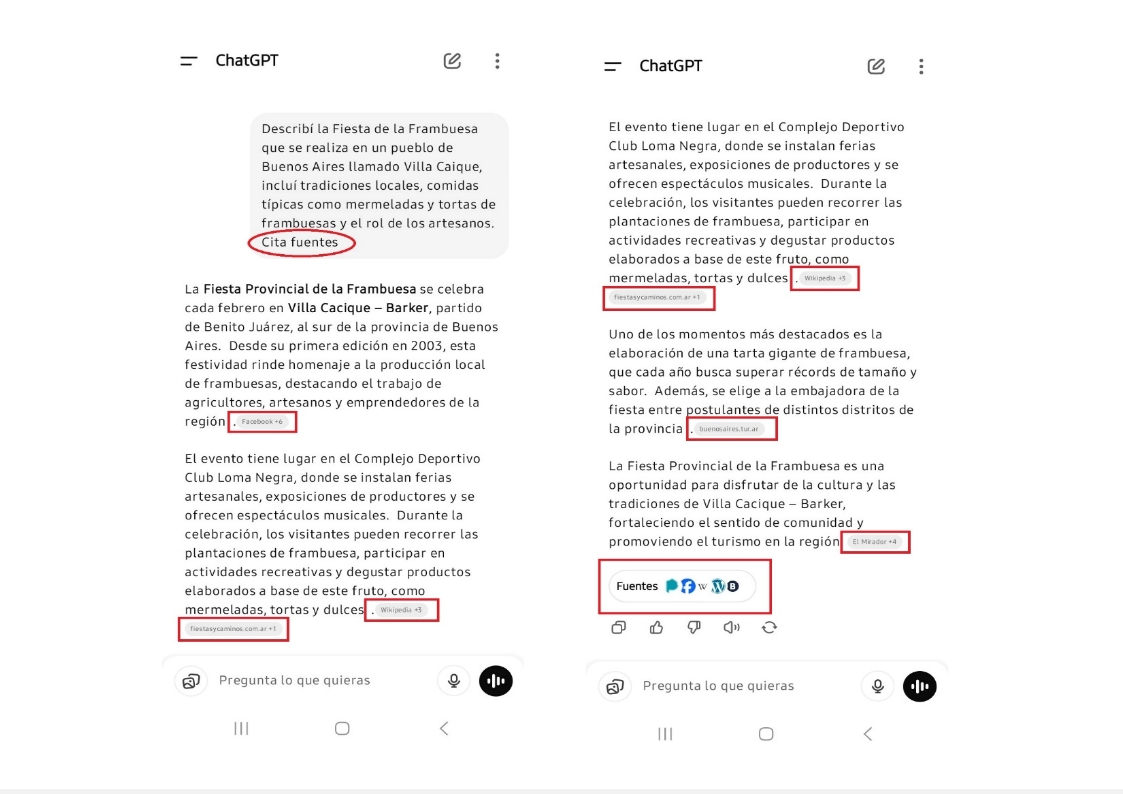 ChatGPT
Describí la Fiesta de la Frambuesa
que se realiza en un pueblo de
Buenos Aires llamado Villa Caique,
incluí tradiciones locales, comidas
típicas como mermeladas y tortas de
frambuesas y el rol de los artesanos.
Cita fuentes
La Fiesta Provincial de la Frambuesa se celebra
cada febrero en Villa Cacique – Barker, partido
de Benito Juárez, al sur de la provincia de Buenos
Aires. Desde su primera edición en 2003, esta
festividad rinde homenaje a la producción local
de frambuesas, destacando el trabajo de
agricultores, artesanos y emprendedores de la
región . Facebook +6
El evento tiene lugar en el Complejo Deportivo
Club Loma Negra, donde se instalan ferias
artesanales, exposiciones de productores y se
ofrecen espectáculos musicales. Durante la
celebración, los visitantes pueden recorrer las
plantaciones de frambuesa, participar en
actividades recreativas y degustar productos
elaborados a base de este fruto, como
mermeladas, tortas y dulces . Wikipedia +3
fiestasycaminos.com.ar +1
Pregunta lo que quieras
ChatGPT
El evento tiene lugar en el Complejo Deportivo
Club Loma Negra, donde se instalan ferias
artesanales, exposiciones de productores y se
ofrecen espectáculos musicales. Durante la
celebración, los visitantes pueden recorrer las
plantaciones de frambuesa, participar en
actividades recreativas y degustar productos
elaborados a base de este fruto, como
mermeladas, tortas y dulces . Wikipedia +3
fiestasycaminos.com.ar +1
Uno de los momentos más destacados es la
elaboración de una tarta gigante de frambuesa,
que cada año busca superar récords de tamaño y
sabor. Además, se elige a la embajadora de la
fiesta entre postulantes de distintos distritos de
la provincia . buenosaires.tur.ar
La Fiesta Provincial de la Frambuesa es una
oportunidad para disfrutar de la cultura y las
tradiciones de Villa Cacique – Barker,
fortaleciendo el sentido de comunidad y
promoviendo el turismo en la región El Mirador +4
Fuentes
Pregunta lo que quieras